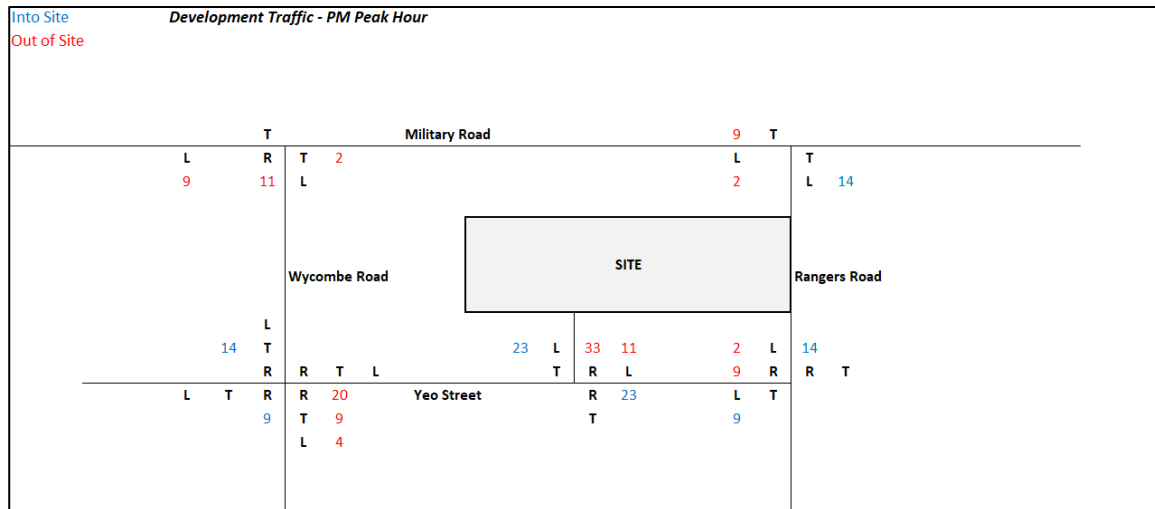 Into Site Development Traffic - PM Peak Hour
Out of Site
T Military Road 9 T
L R T 2 L T
9 11 L 2 L 14
SITE
Wycombe Road Rangers Road
L
14 T 23 L 33 11 2 L 14
R R T L T R L 9 R R T
L T R R 20 Yeo Street R 23 L T
9 T 9 T 9
L 4